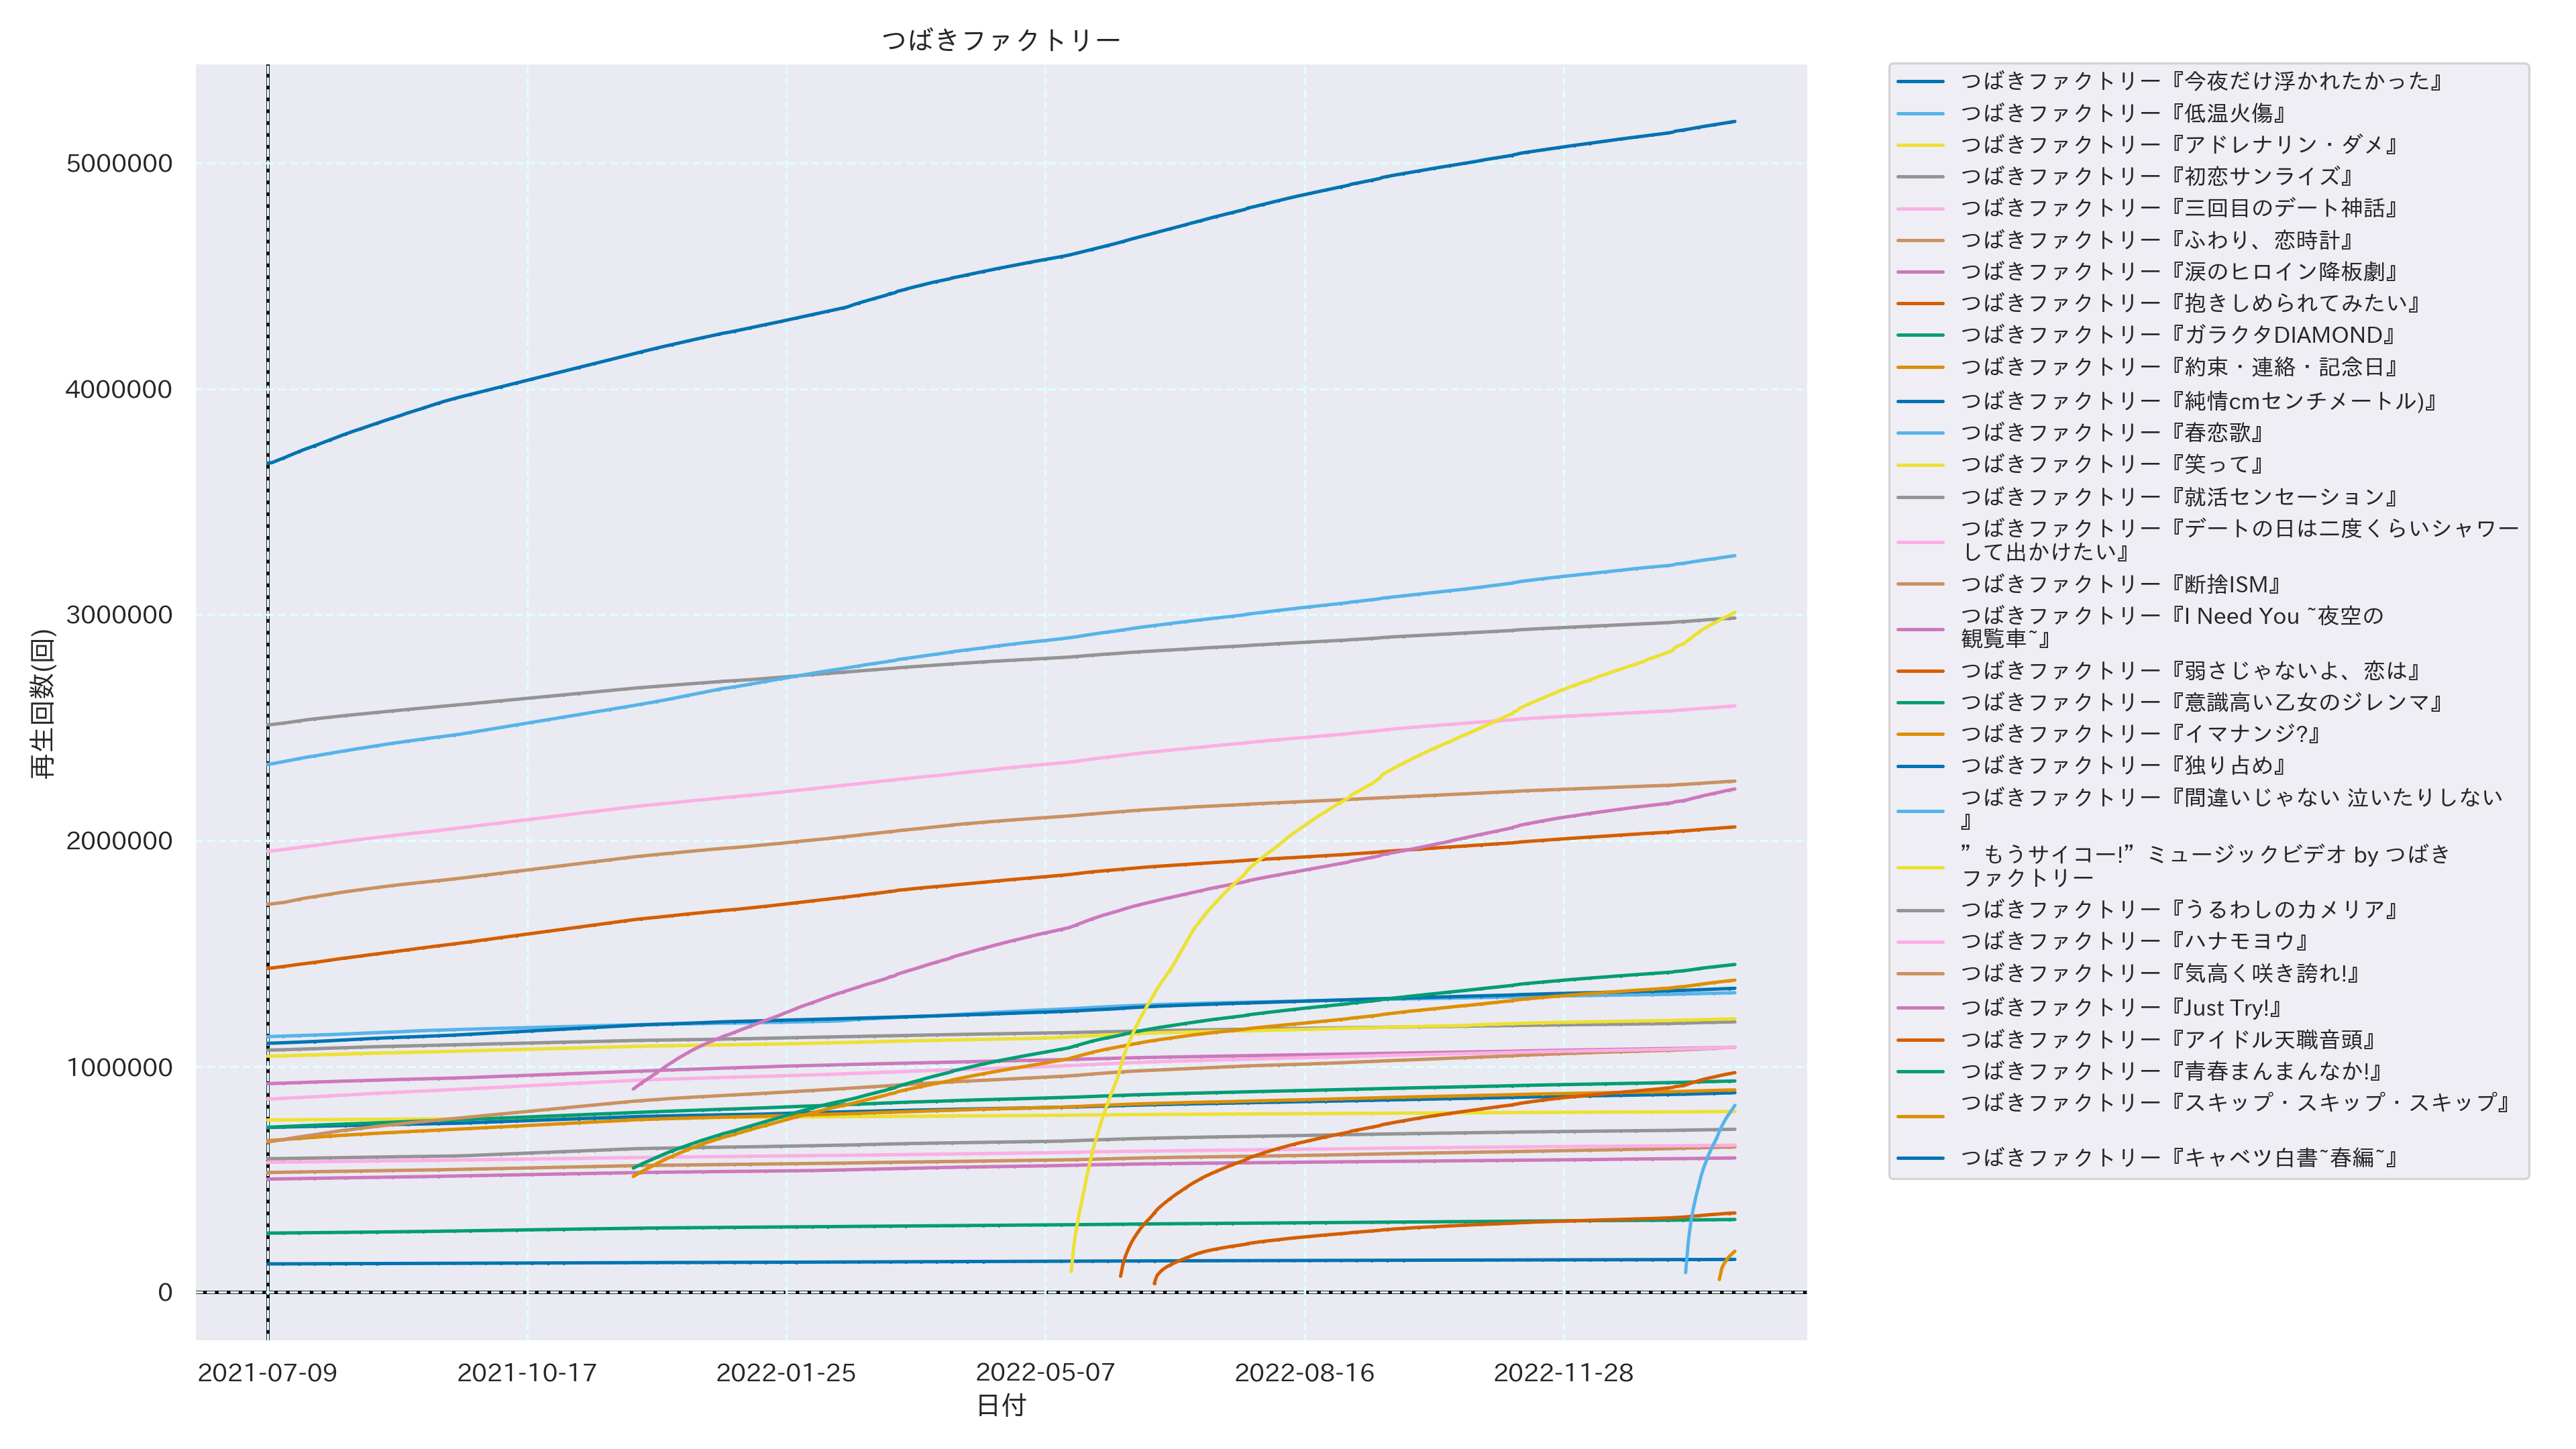 つばきファクトリー
5000000
4000000
3000000
2000000
1000000
0
再生回数(回)
2021-07-09
2021-10-17
2022-01-25
2022-05-07
2022-08-16
2022-11-28
日付
つばきファクトリー『今夜だけ浮かれたかった』
つばきファクトリー『低温火傷』
つばきファクトリー『アドレナリン・ダメ』
つばきファクトリー『初恋サンライズ』
つばきファクトリー『三回目のデート神話』
つばきファクトリー『ふわり、恋時計』
つばきファクトリー『涙のヒロイン降板劇』
つばきファクトリー『抱きしめられてみたい』
つばきファクトリー『ガラクタDIAMOND』
つばきファクトリー『約束・連絡・記念日』
つばきファクトリー『純情cmセンチメートル)』
つばきファクトリー『春恋歌』
つばきファクトリー『笑って』
つばきファクトリー『就活センセーション』
つばきファクトリー『デートの日は二度くらいシャワー
して出かけたい』
つばきファクトリー『断捨ISM』
つばきファクトリー『I Need You ~夜空の
観覧車~』
つばきファクトリー『弱さじゃないよ、恋は』
つばきファクトリー『意識高い乙女のジレンマ』
つばきファクトリー『イマナンジ?』
つばきファクトリー『独り占め』
つばきファクトリー『間違いじゃない 泣いたりしない
』
”もうサイコー!”ミュージックビデオ by つばき
ファクトリー
つばきファクトリー『うるわしのカメリア』
つばきファクトリー『ハナモヨウ』
つばきファクトリー『気高く咲き誇れ!』
つばきファクトリー『Just Try!』
つばきファクトリー『アイドル天職音頭』
つばきファクトリー『青春まんまんなか!』
つばきファクトリー『スキップ・スキップ・スキップ』
つばきファクトリー『キャベツ白書~春編~』